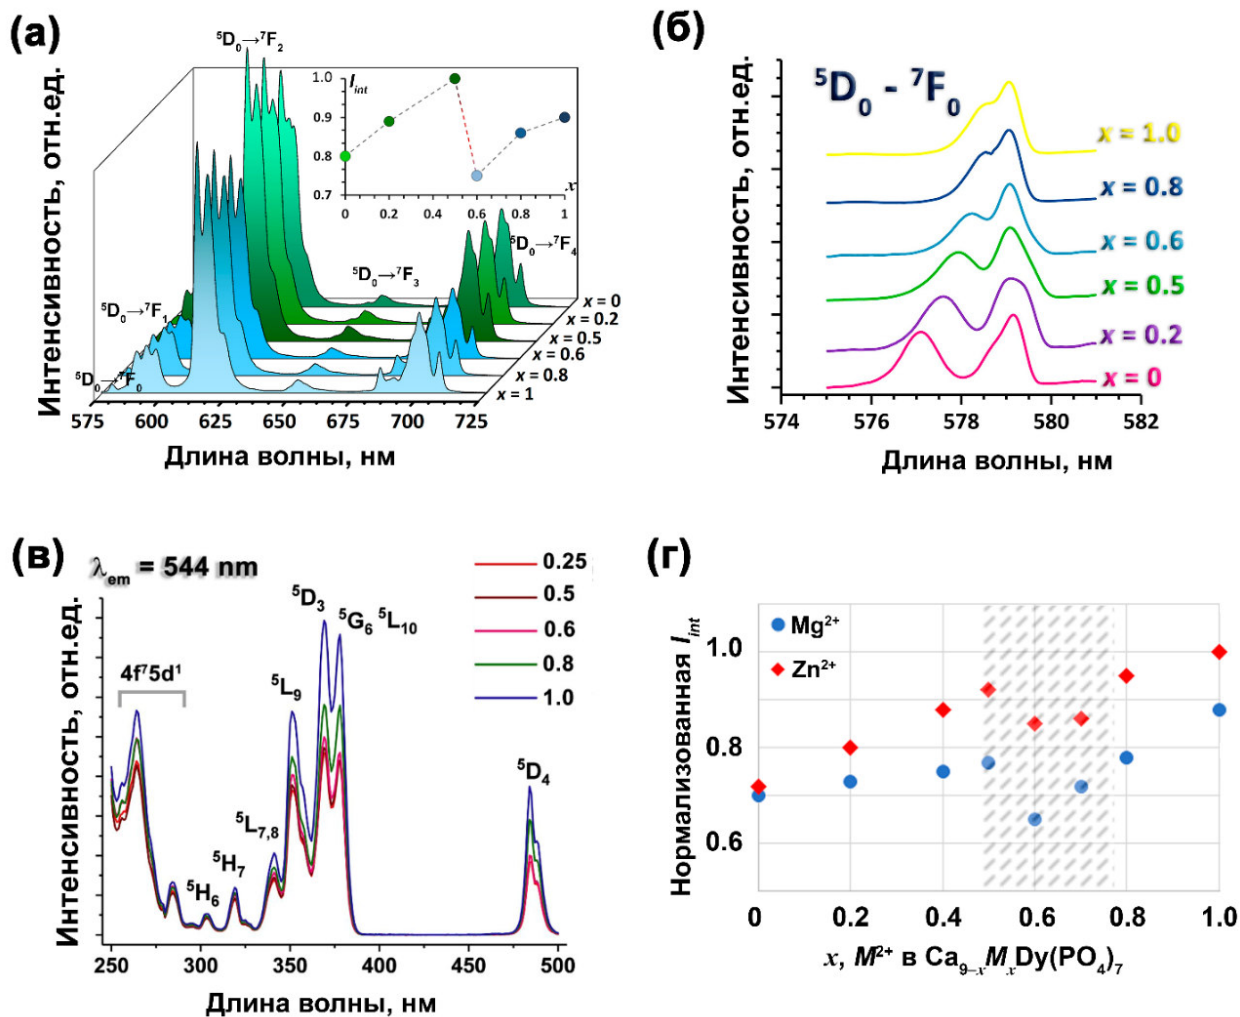 (а)
Интенсивность, отн.ед.
⁵D₀→⁷F₂
I_int
1.0
0.9
0.8
0.7
0 0.2 0.4 0.6 0.8 1
x
⁵D₀→⁷F₄
⁵D₀→⁷F₃
⁵D₀→⁷F₁
⁵D₀→⁷F₀
x = 0
x = 0.2
x = 0.5
x = 0.6
x = 0.8
x = 1
575 600 625 650 675 700 725
Длина волны, нм
(б)
Интенсивность, отн.ед.
⁵D₀ - ⁷F₀
x = 1.0
x = 0.8
x = 0.6
x = 0.5
x = 0.2
x = 0
574 576 578 580 582
Длина волны, нм
(в)
λ_em = 544 nm
Интенсивность, отн.ед.
0.25
0.5
0.6
0.8
1.0
4f⁷5d¹
⁵H₆
⁵H₇
⁵L₇,₈
⁵L₉
⁵D₃
⁵G₆ ⁵L₁₀
⁵D₄
250 300 350 400 450 500
Длина волны, нм
(г)
Нормализованная I_int
Mg²⁺
Zn²⁺
1.0
0.8
0.6
0 0.2 0.4 0.6 0.8 1.0
x, M²⁺ в Ca₉₋ₓMₓDy(PO₄)₇